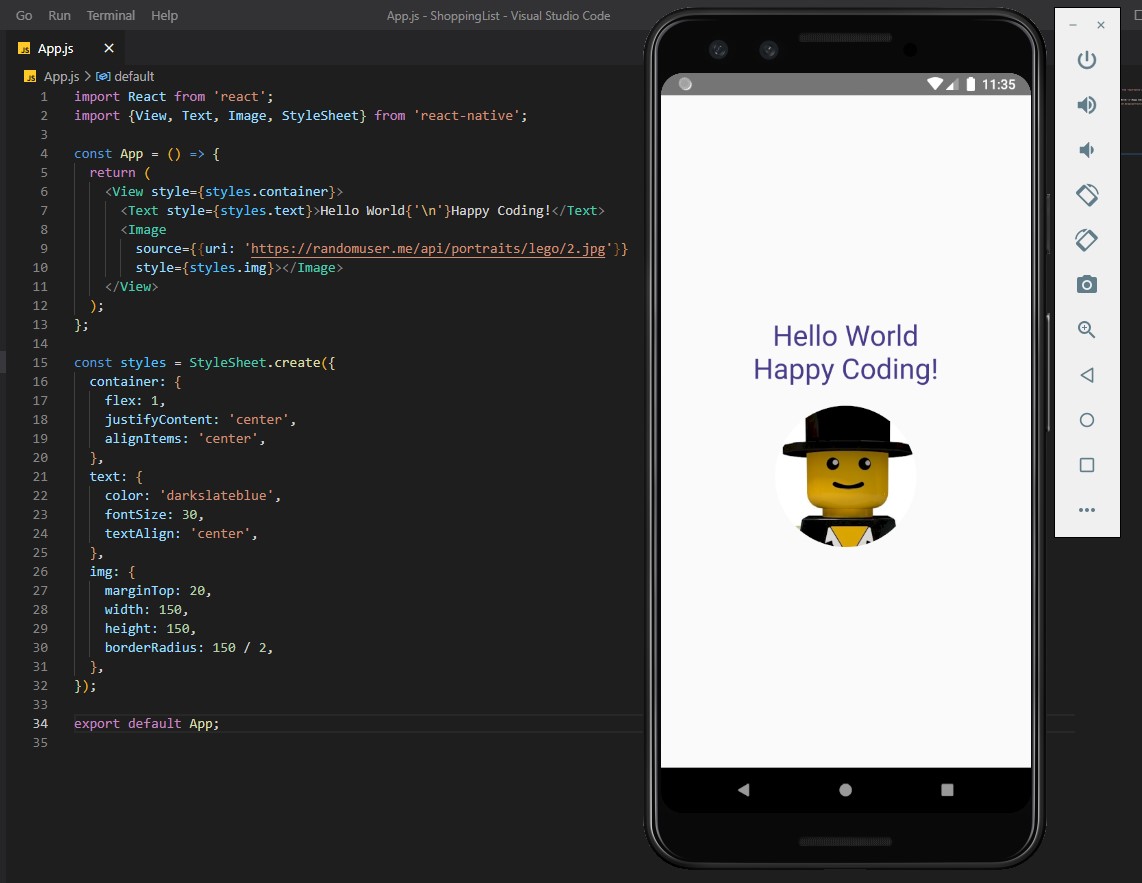 Go Run Terminal Help App.js - ShoppingList - Visual Studio Code
JS App.js ×
JS App.js > default
1 import React from 'react';
2 import {View, Text, Image, StyleSheet} from 'react-native';
3
4 const App = () => {
5 return (
6 <View style={styles.container}>
7 <Text style={styles.text}>Hello World{'\n'}Happy Coding!</Text>
8 <Image
9 source={{uri: 'https://randomuser.me/api/portraits/lego/2.jpg'}}
10 style={styles.img}></Image>
11 </View>
12 );
13 };
14
15 const styles = StyleSheet.create({
16 container: {
17 flex: 1,
18 justifyContent: 'center',
19 alignItems: 'center',
20 },
21 text: {
22 color: 'darkslateblue',
23 fontSize: 30,
24 textAlign: 'center',
25 },
26 img: {
27 marginTop: 20,
28 width: 150,
29 height: 150,
30 borderRadius: 150 / 2,
31 },
32 });
33
34 export default App;
35
11:35
Hello World
Happy Coding!